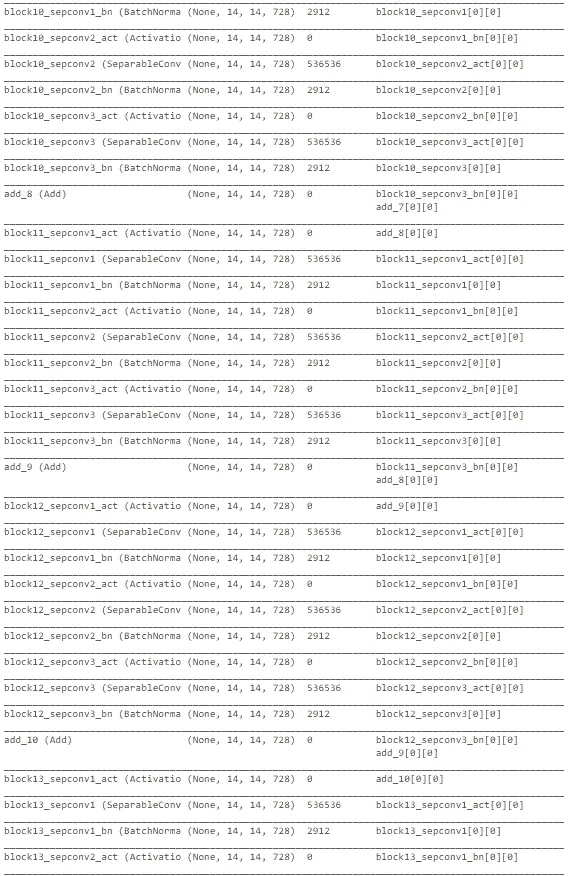 block10_sepconv1_bn (BatchNorma (None, 14, 14, 728) 2912 block10_sepconv1[0][0]
block10_sepconv2_act (Activatio (None, 14, 14, 728) 0 block10_sepconv1_bn[0][0]
block10_sepconv2 (SeparableConv (None, 14, 14, 728) 536536 block10_sepconv2_act[0][0]
block10_sepconv2_bn (BatchNorma (None, 14, 14, 728) 2912 block10_sepconv2[0][0]
block10_sepconv3_act (Activatio (None, 14, 14, 728) 0 block10_sepconv2_bn[0][0]
block10_sepconv3 (SeparableConv (None, 14, 14, 728) 536536 block10_sepconv3_act[0][0]
block10_sepconv3_bn (BatchNorma (None, 14, 14, 728) 2912 block10_sepconv3[0][0]
add_8 (Add) (None, 14, 14, 728) 0 block10_sepconv3_bn[0][0]
add_7[0][0]
block11_sepconv1_act (Activatio (None, 14, 14, 728) 0 add_8[0][0]
block11_sepconv1 (SeparableConv (None, 14, 14, 728) 536536 block11_sepconv1_act[0][0]
block11_sepconv1_bn (BatchNorma (None, 14, 14, 728) 2912 block11_sepconv1[0][0]
block11_sepconv2_act (Activatio (None, 14, 14, 728) 0 block11_sepconv1_bn[0][0]
block11_sepconv2 (SeparableConv (None, 14, 14, 728) 536536 block11_sepconv2_act[0][0]
block11_sepconv2_bn (BatchNorma (None, 14, 14, 728) 2912 block11_sepconv2[0][0]
block11_sepconv3_act (Activatio (None, 14, 14, 728) 0 block11_sepconv2_bn[0][0]
block11_sepconv3 (SeparableConv (None, 14, 14, 728) 536536 block11_sepconv3_act[0][0]
block11_sepconv3_bn (BatchNorma (None, 14, 14, 728) 2912 block11_sepconv3[0][0]
add_9 (Add) (None, 14, 14, 728) 0 block11_sepconv3_bn[0][0]
add_8[0][0]
block12_sepconv1_act (Activatio (None, 14, 14, 728) 0 add_9[0][0]
block12_sepconv1 (SeparableConv (None, 14, 14, 728) 536536 block12_sepconv1_act[0][0]
block12_sepconv1_bn (BatchNorma (None, 14, 14, 728) 2912 block12_sepconv1[0][0]
block12_sepconv2_act (Activatio (None, 14, 14, 728) 0 block12_sepconv1_bn[0][0]
block12_sepconv2 (SeparableConv (None, 14, 14, 728) 536536 block12_sepconv2_act[0][0]
block12_sepconv2_bn (BatchNorma (None, 14, 14, 728) 2912 block12_sepconv2[0][0]
block12_sepconv3_act (Activatio (None, 14, 14, 728) 0 block12_sepconv2_bn[0][0]
block12_sepconv3 (SeparableConv (None, 14, 14, 728) 536536 block12_sepconv3_act[0][0]
block12_sepconv3_bn (BatchNorma (None, 14, 14, 728) 2912 block12_sepconv3[0][0]
add_10 (Add) (None, 14, 14, 728) 0 block12_sepconv3_bn[0][0]
add_9[0][0]
block13_sepconv1_act (Activatio (None, 14, 14, 728) 0 add_10[0][0]
block13_sepconv1 (SeparableConv (None, 14, 14, 728) 536536 block13_sepconv1_act[0][0]
block13_sepconv1_bn (BatchNorma (None, 14, 14, 728) 2912 block13_sepconv1[0][0]
block13_sepconv2_act (Activatio (None, 14, 14, 728) 0 block13_sepconv1_bn[0][0]